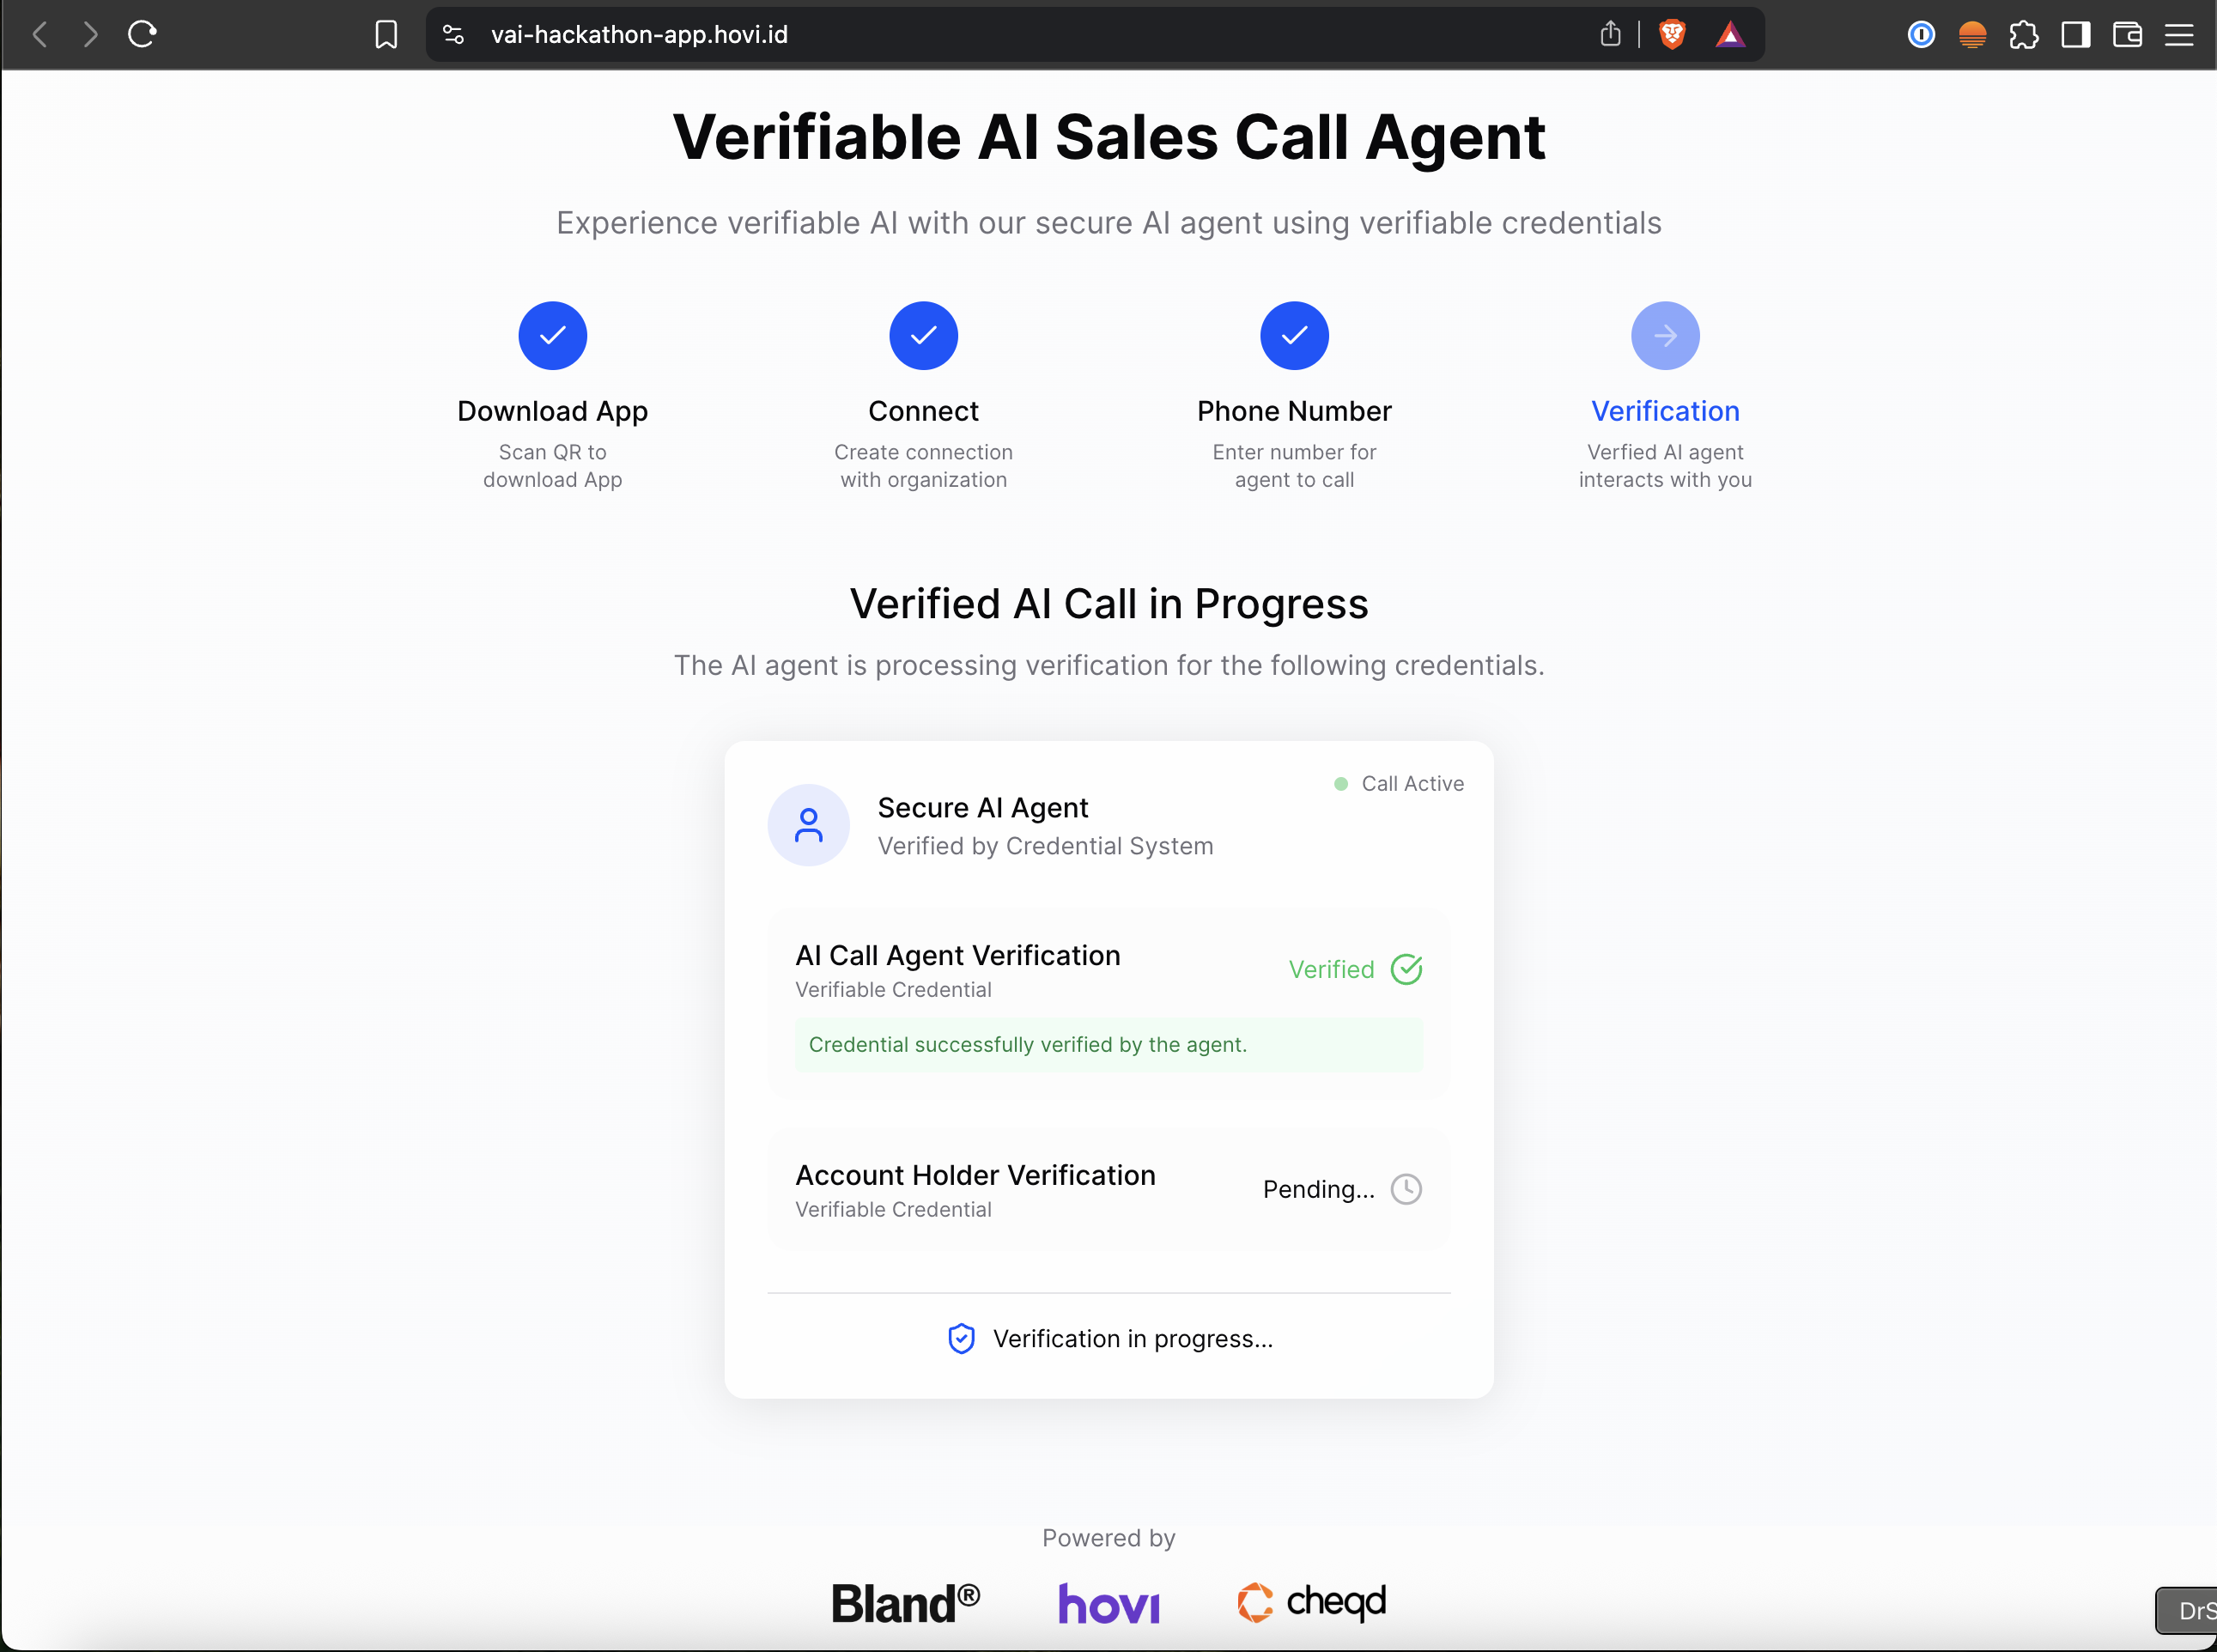 vai-hackathon-app.hovi.id
Verifiable AI Sales Call Agent
Experience verifiable AI with our secure AI agent using verifiable credentials
Download App
Scan QR to
download App
Connect
Create connection
with organization
Phone Number
Enter number for
agent to call
Verification
Verfied AI agent
interacts with you
Verified AI Call in Progress
The AI agent is processing verification for the following credentials.
Call Active
Secure AI Agent
Verified by Credential System
AI Call Agent Verification
Verifiable Credential
Verified
Credential successfully verified by the agent.
Account Holder Verification
Verifiable Credential
Pending...
Verification in progress...
Powered by
Bland® hovi cheqd